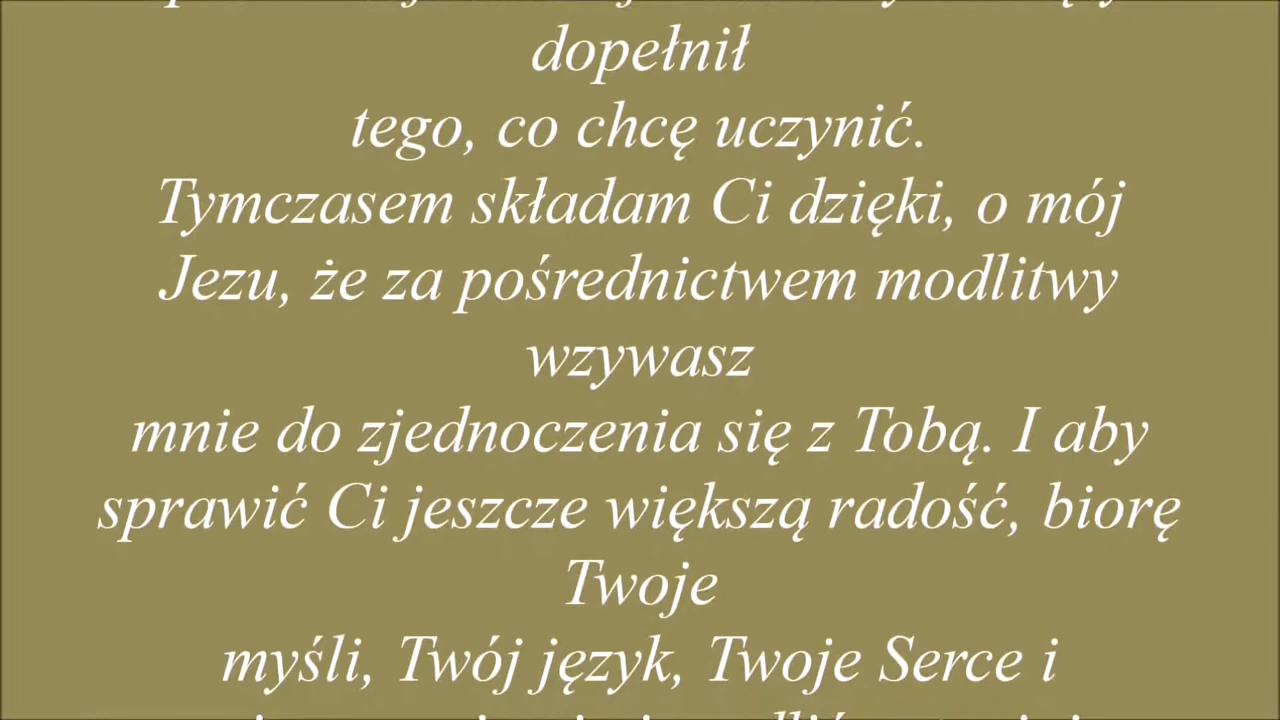 dopełnił
tego, co chcę uczynić.
Tymczasem składam Ci dzięki, o mój
Jezu, że za pośrednictwem modlitwy
wzywasz
mnie do zjednoczenia się z Tobą. I aby
sprawić Ci jeszcze większą radość, biorę
Twoje
myśli, Twój język, Twoje Serce i